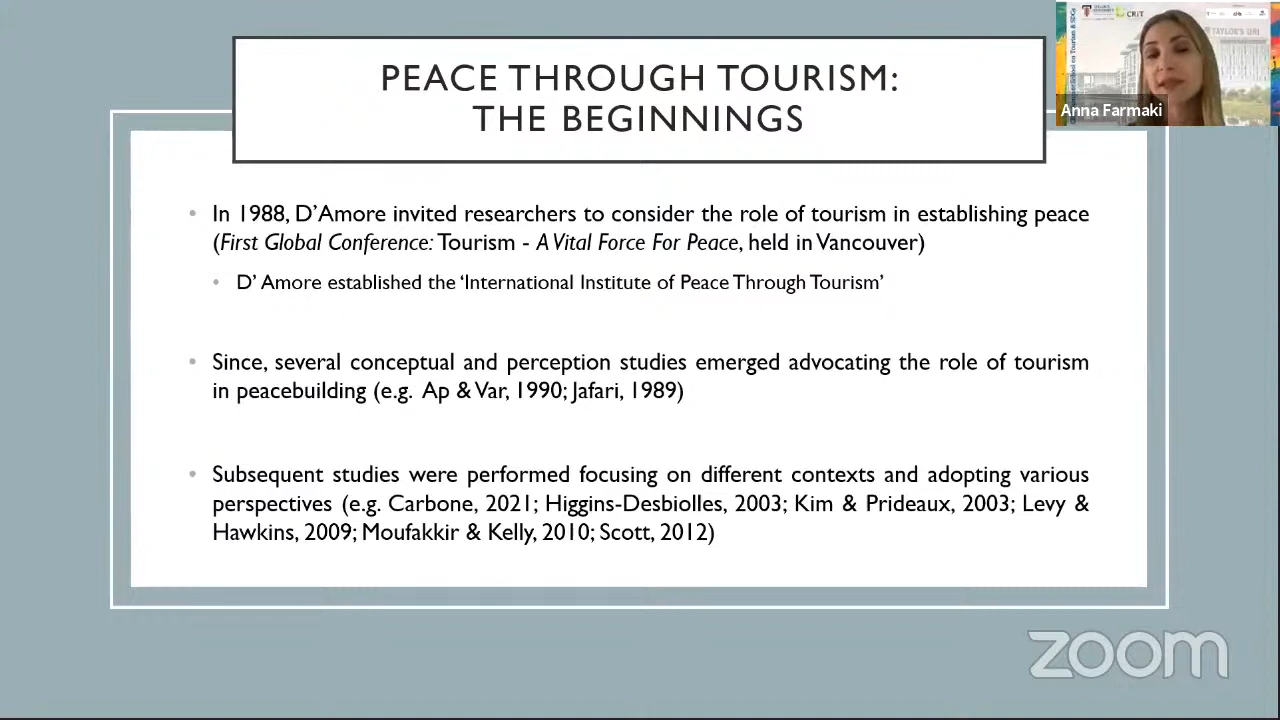 PEACE THROUGH TOURISM:
THE BEGINNINGS
CRiT
TAYLOR'S UNI
Anna Farmaki
• In 1988, D'Amore invited researchers to consider the role of tourism in establishing peace
(First Global Conference: Tourism - A Vital Force For Peace, held in Vancouver)
• D' Amore established the 'International Institute of Peace Through Tourism'
• Since, several conceptual and perception studies emerged advocating the role of tourism
in peacebuilding (e.g. Ap & Var, 1990; Jafari, 1989)
• Subsequent studies were performed focusing on different contexts and adopting various
perspectives (e.g. Carbone, 2021; Higgins-Desbiolles, 2003; Kim & Prideaux, 2003; Levy &
Hawkins, 2009; Moufakkir & Kelly, 2010; Scott, 2012)
zoom